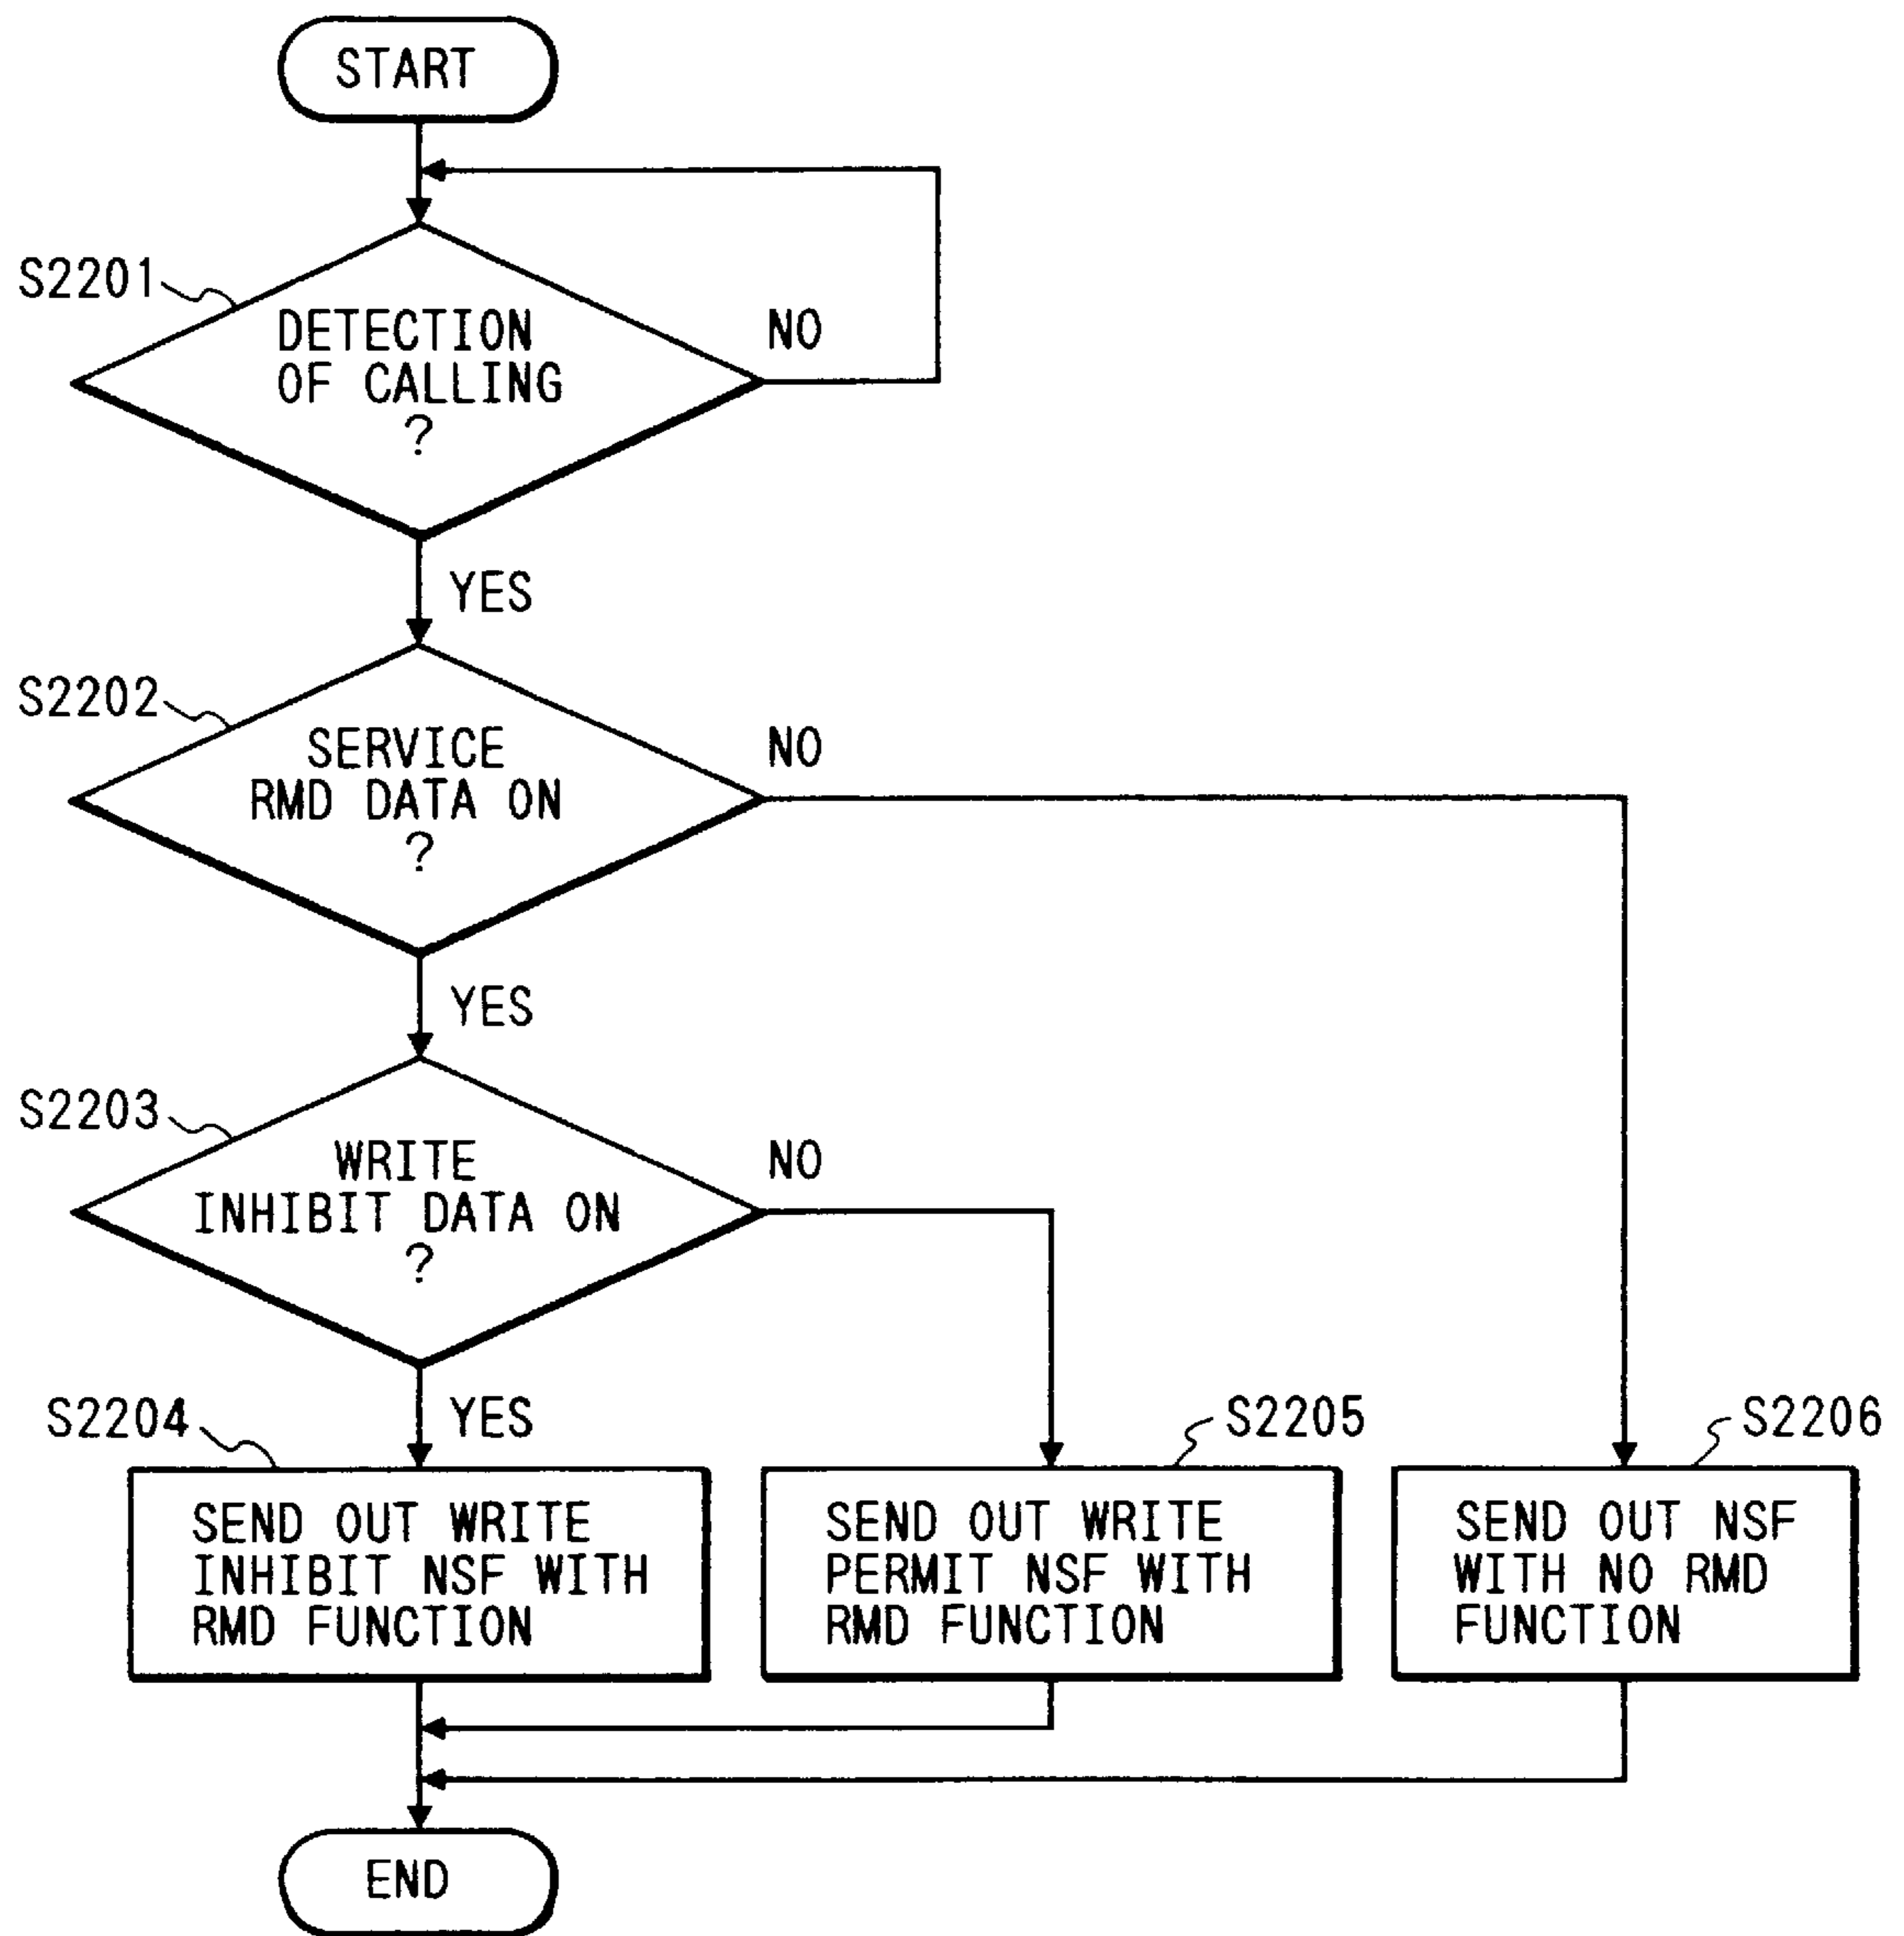 START
S2201
DETECTION
OF CALLING
?
NO
YES
S2202
SERVICE
RMD DATA ON
?
NO
YES
S2203
WRITE
INHIBIT DATA ON
?
NO
YES
S2204
SEND OUT WRITE
INHIBIT NSF WITH
RMD FUNCTION
S2205
SEND OUT WRITE
PERMIT NSF WITH
RMD FUNCTION
S2206
SEND OUT NSF
WITH NO RMD
FUNCTION
END